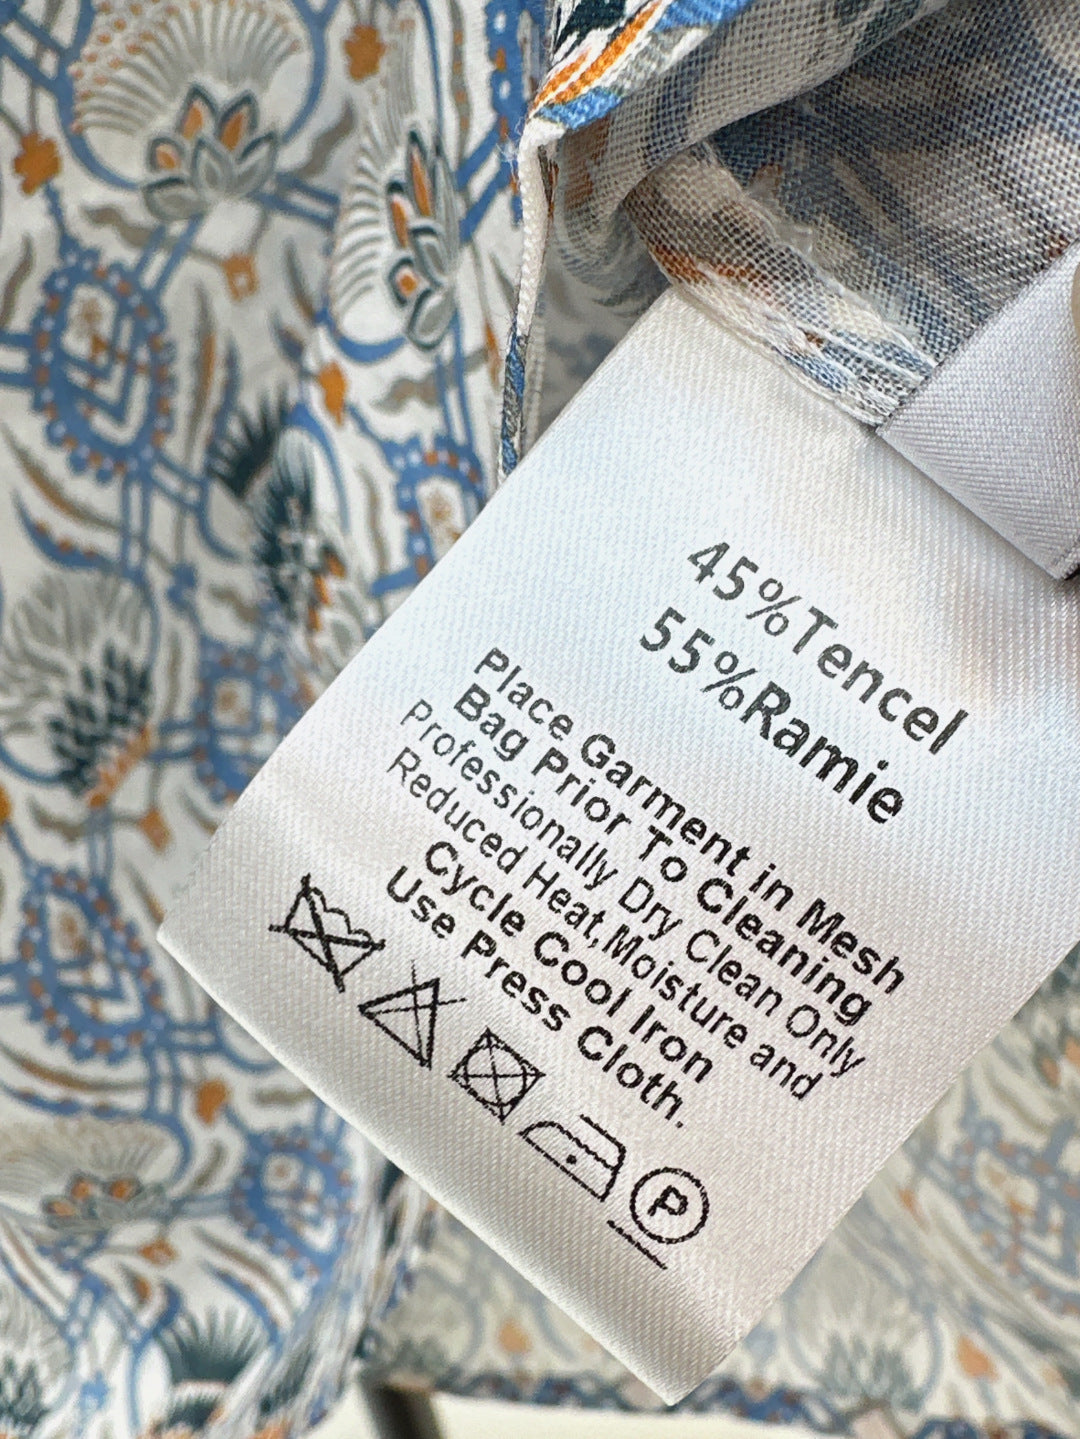 45%Tencel
55%Ramie
Place Garment in Mesh
Bag Prior To Cleaning
Professionally Dry Clean Only
Reduced Heat,Moisture and
Cycle Cool Iron
Use Press Cloth.
P